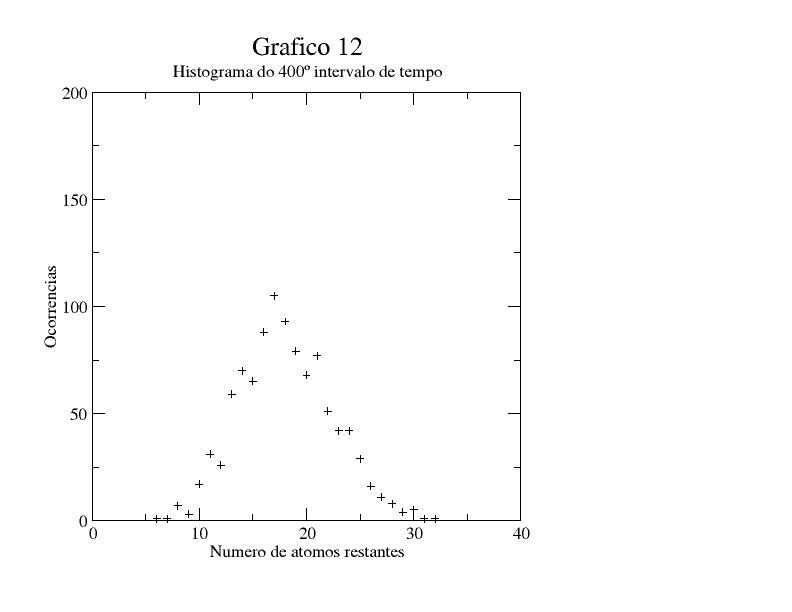 Grafico 12
Histograma do 400º intervalo de tempo
200
150
100
50
0
Ocorrencias
0 10 20 30 40
Numero de atomos restantes